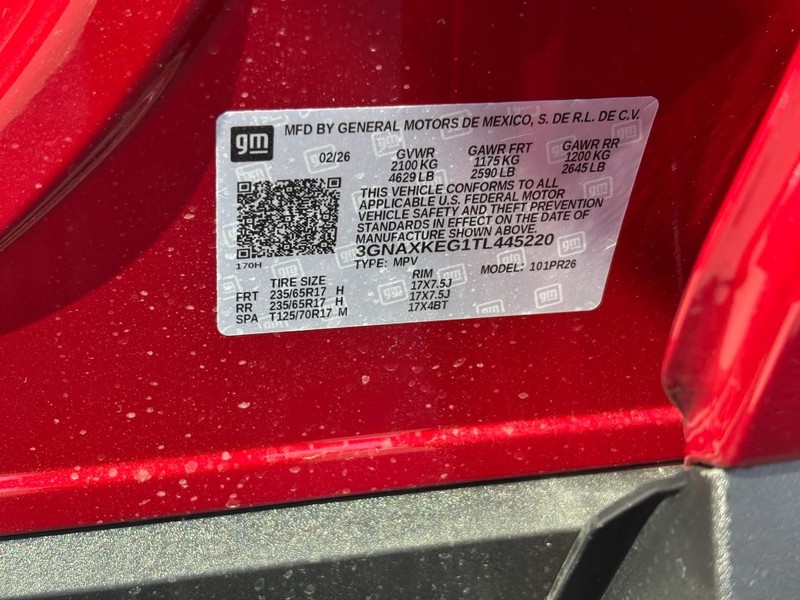 gm MFD BY GENERAL MOTORS DE MEXICO, S. DE R.L. DE C.V.
02/26 GVWR GAWR FRT GAWR RR
2100 KG 1175 KG 1200 KG
4629 LB 2590 LB 2645 LB
THIS VEHICLE CONFORMS TO ALL
APPLICABLE U.S. FEDERAL MOTOR
VEHICLE SAFETY AND THEFT PREVENTION
STANDARDS IN EFFECT ON THE DATE OF
MANUFACTURE SHOWN ABOVE.
3GNAXKEG1TL445220
170H TYPE: MPV MODEL: 101PR26
TIRE SIZE RIM
FRT 235/65R17 H 17X7.5J
RR 235/65R17 H 17X7.5J
SPA T125/70R17 M 17X4BT